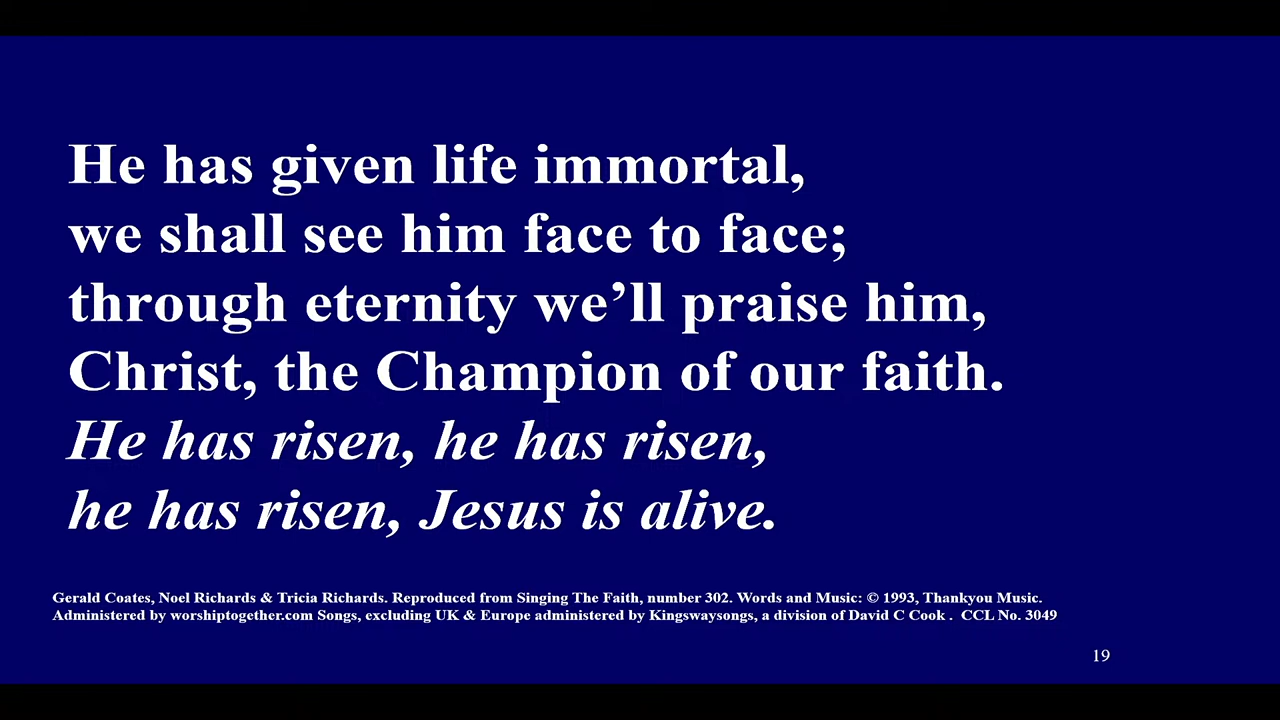 He has given life immortal,
we shall see him face to face;
through eternity we’ll praise him,
Christ, the Champion of our faith.
He has risen, he has risen,
he has risen, Jesus is alive.
Gerald Coates, Noel Richards & Tricia Richards. Reproduced from Singing The Faith, number 302. Words and Music: © 1993, Thankyou Music.
Administered by worshiptogether.com Songs, excluding UK & Europe administered by Kingswaysongs, a division of David C Cook .  CCL No. 3049
19